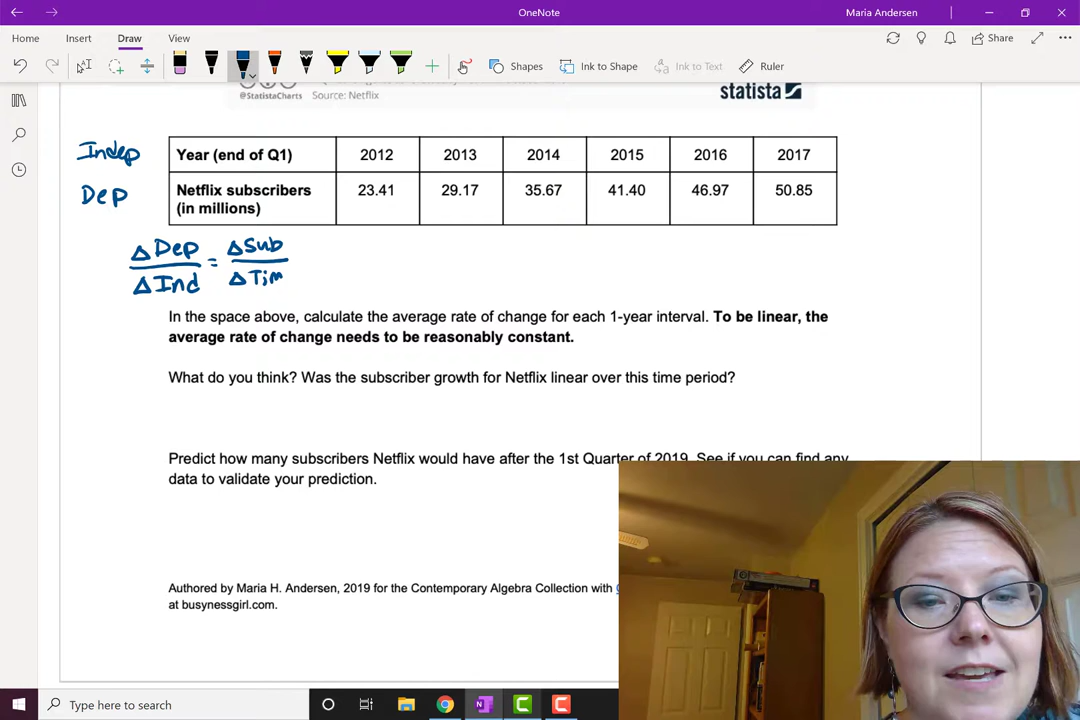 OneNote
Maria Andersen
Home Insert Draw View
Share
Shapes Ink to Shape Ink to Text Ruler
@StatistaCharts Source: Netflix
statista
Indep Year (end of Q1) 2012 2013 2014 2015 2016 2017
Dep Netflix subscribers 23.41 29.17 35.67 41.40 46.97 50.85
(in millions)
ΔDep/ΔInd = ΔSub/ΔTim
In the space above, calculate the average rate of change for each 1-year interval. To be linear, the
average rate of change needs to be reasonably constant.
What do you think? Was the subscriber growth for Netflix linear over this time period?
Predict how many subscribers Netflix would have after the 1st Quarter of 2019. See if you can find any
data to validate your prediction.
Authored by Maria H. Andersen, 2019 for the Contemporary Algebra Collection with
at busynessgirl.com.
Type here to search